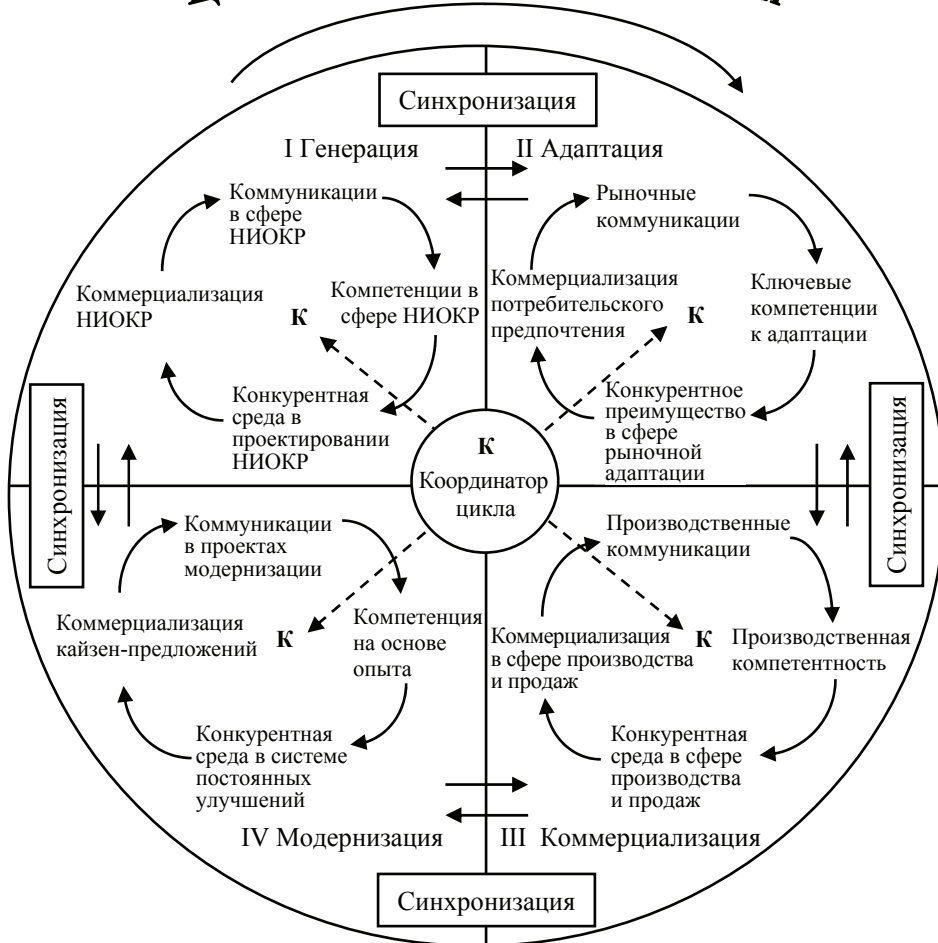 Синхронизация
I Генерация
II Адаптация
Коммуникации
в сфере
НИОКР
Компетенции в
сфере НИОКР
Конкурентная
среда в
проектировании
НИОКР
Коммерциализация
НИОКР
К
Рыночные
коммуникации
Ключевые
компетенции
к адаптации
Конкурентное
преимущество
в сфере
рыночной
адаптации
Коммерциализация
потребительского
предпочтения
К
Синхронизация
К
Координатор
цикла
Синхронизация
Коммуникации
в проектах
модернизации
Компетенция
на основе
опыта
Конкурентная
среда в системе
постоянных
улучшений
Коммерциализация
кайзен-предложений
К
Производственные
коммуникации
Производственная
компетентность
Конкурентная
среда в сфере
производства
и продаж
Коммерциализация
в сфере производства
и продаж
К
IV Модернизация
III Коммерциализация
Синхронизация